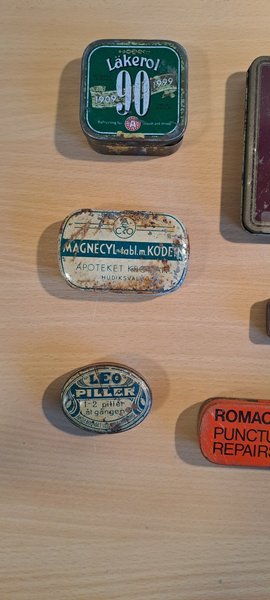 Läkerol
90
1909 1999
A
ACO
MAGNECYL-tabl.m.KODEIN
APOTEKET
HUDIKSVALL
LEO
PILLER
1-2 piller
åt gången
ROMAC
PUNCTU
REPAIRS